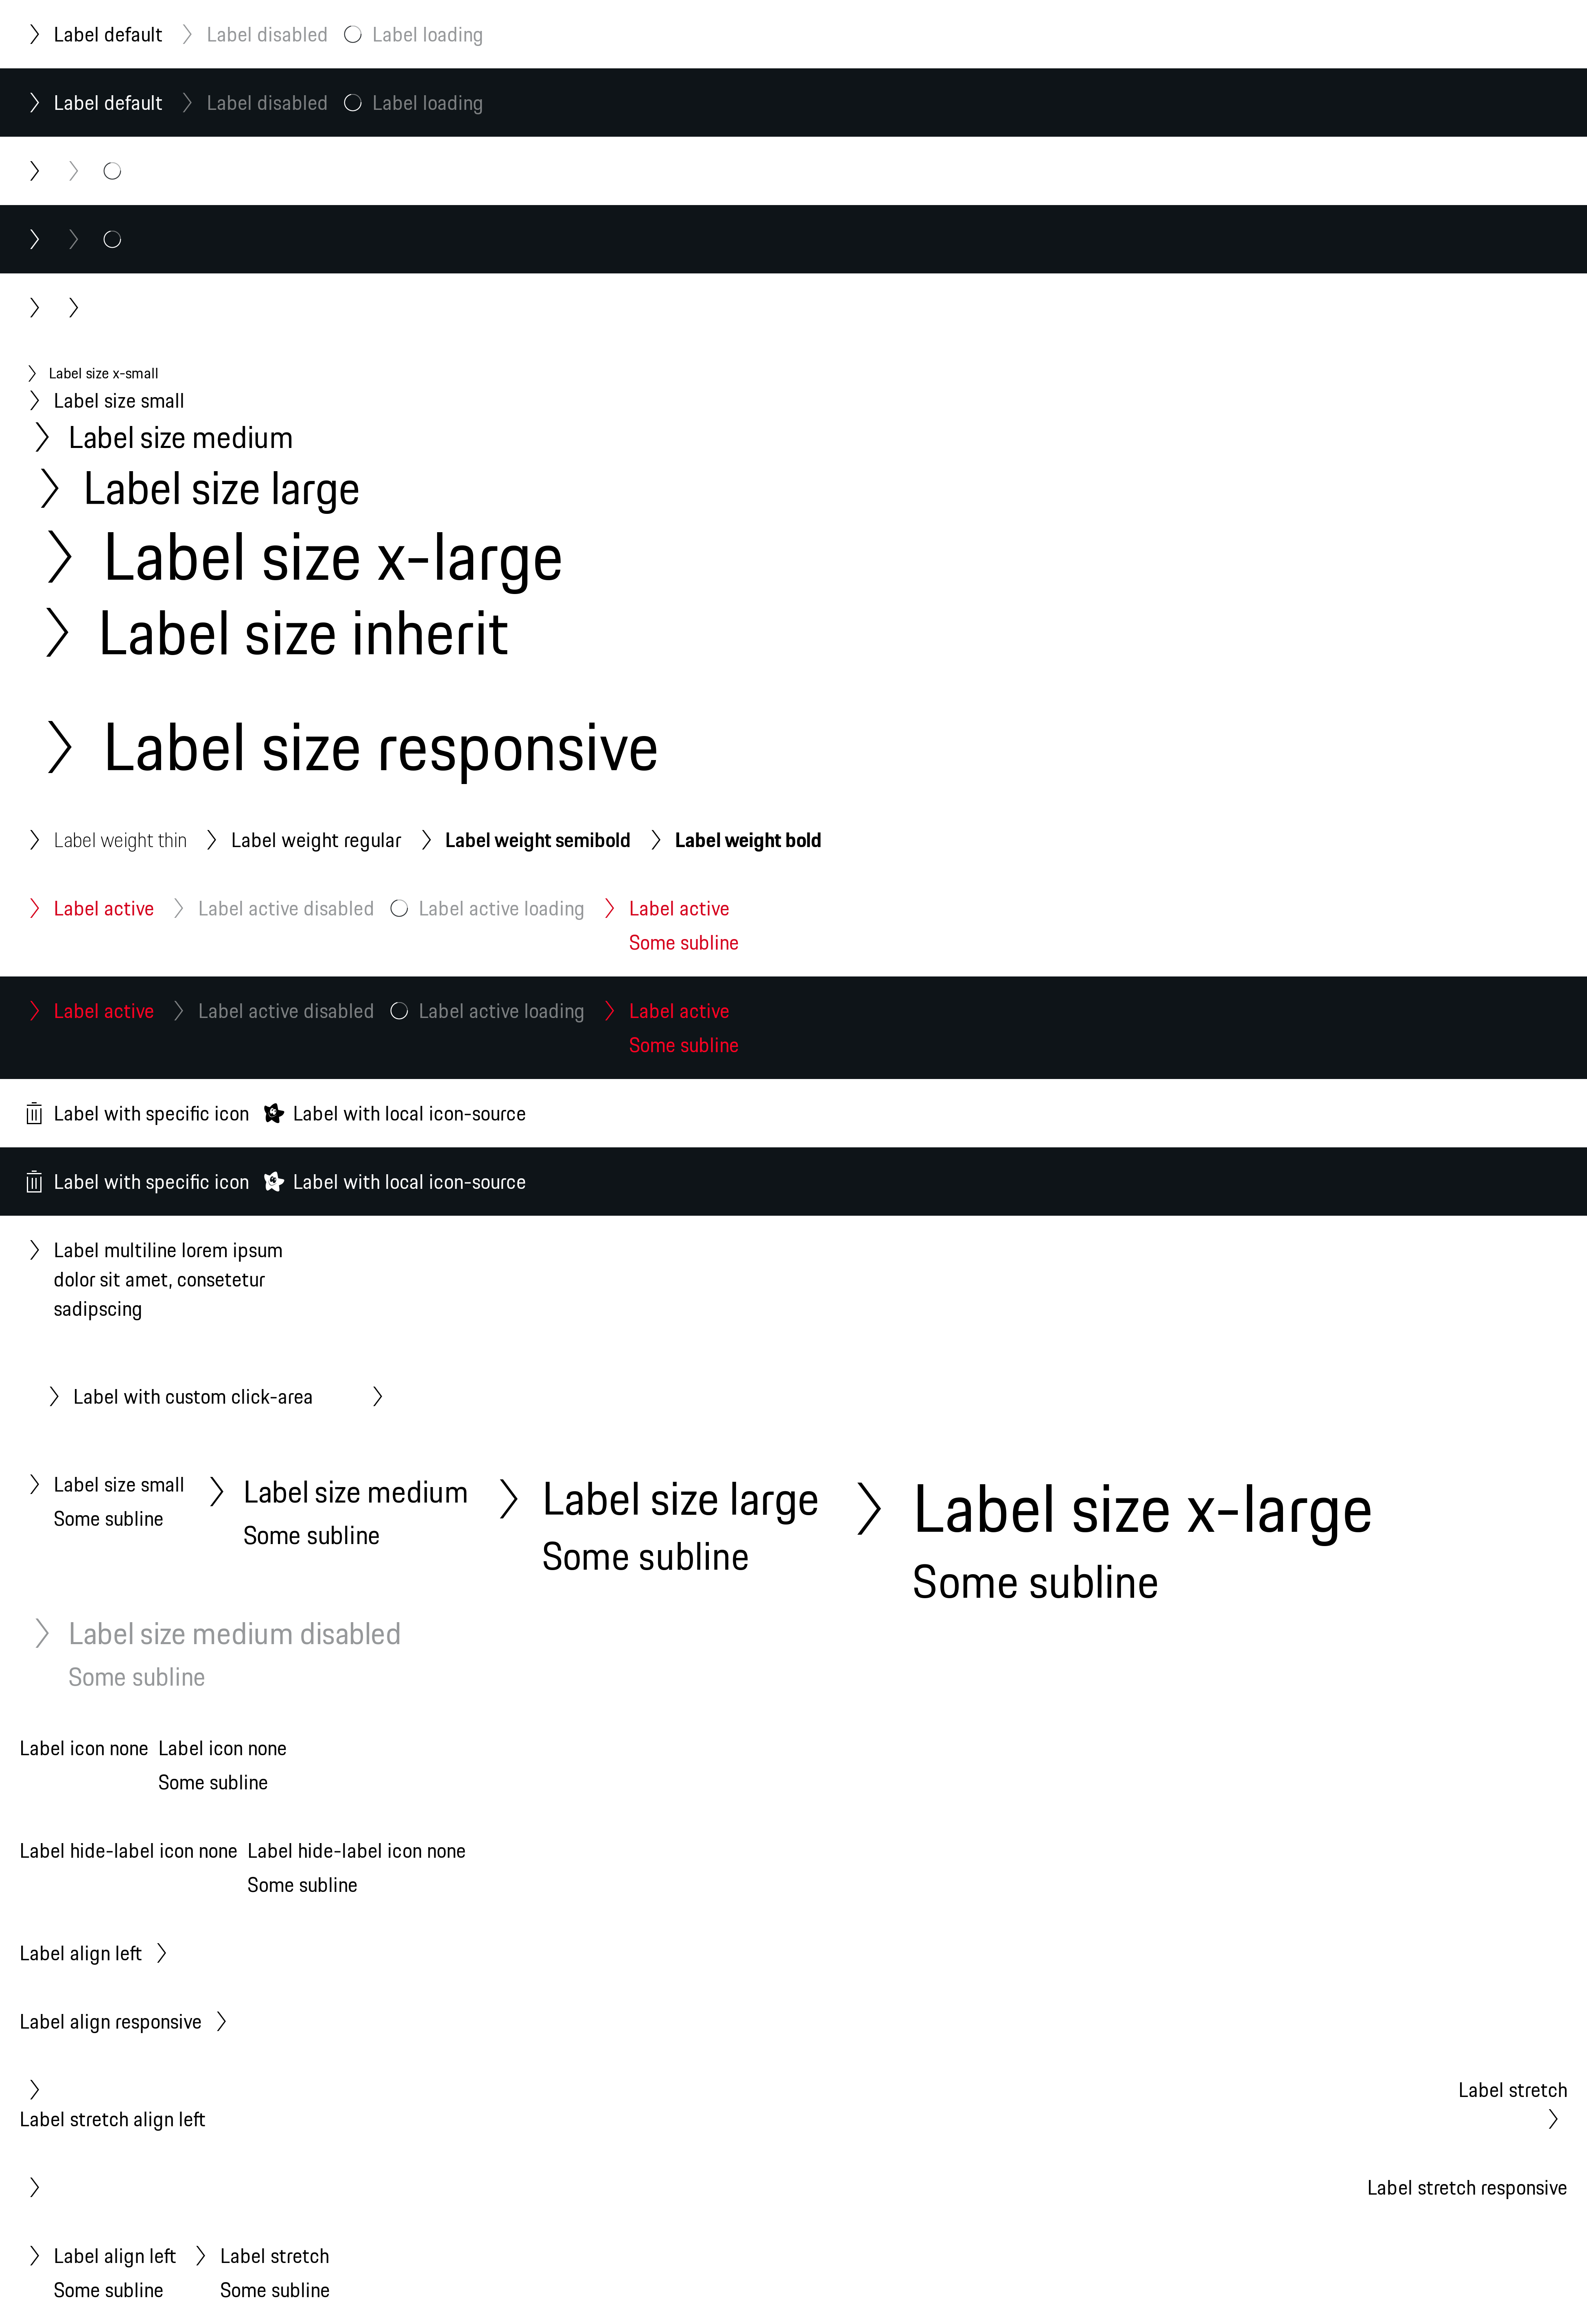 Label default Label disabled Label loading
Label default Label disabled Label loading
Label size x-small
Label size small
Label size medium
Label size large
Label size x-large
Label size inherit
Label size responsive
Label weight thin Label weight regular Label weight semibold Label weight bold
Label active Label active disabled Label active loading Label active
Some subline
Label active Label active disabled Label active loading Label active
Some subline
Label with specific icon Label with local icon-source
Label with specific icon Label with local icon-source
Label multiline lorem ipsum
dolor sit amet, consetetur
sadipscing
Label with custom click-area
Label size small Label size medium Label size large Label size x-large
Some subline Some subline Some subline Some subline
Label size medium disabled
Some subline
Label icon none Label icon none
Some subline
Label hide-label icon none Label hide-label icon none
Some subline
Label align left
Label align responsive
Label stretch
Label stretch align left
Label stretch responsive
Label align left Label stretch
Some subline Some subline